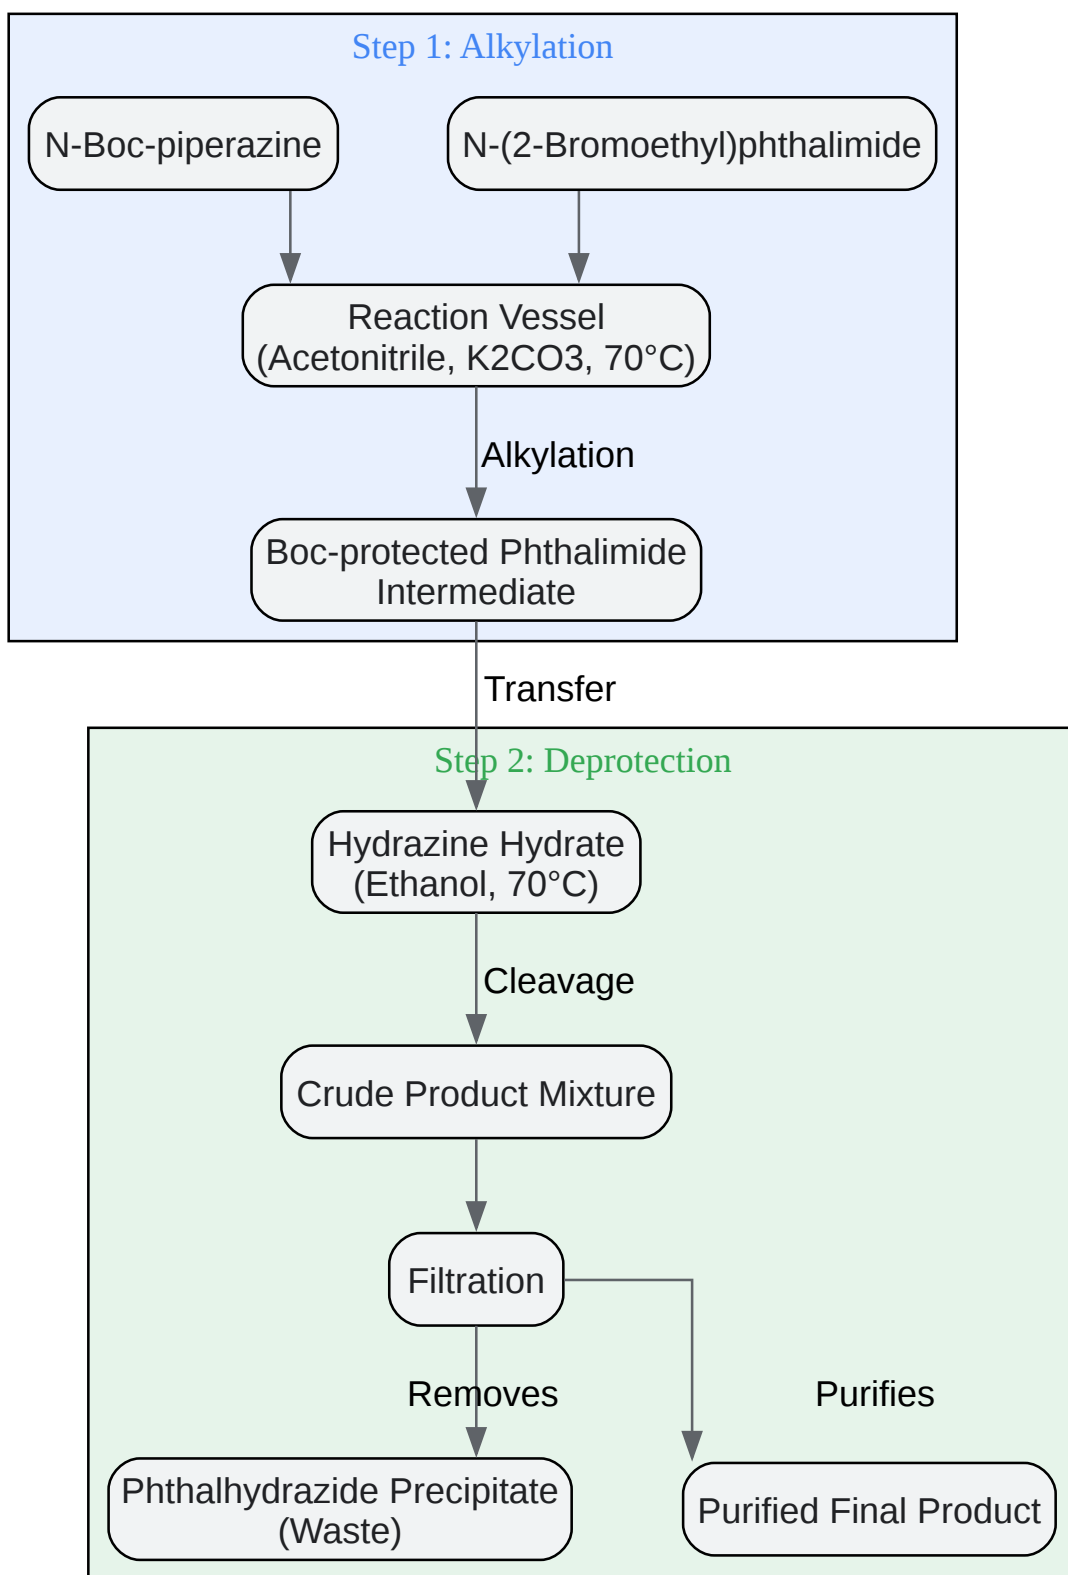 Step 1: Alkylation
N-Boc-piperazine
N-(2-Bromoethyl)phthalimide
Reaction Vessel
(Acetonitrile, K2CO3, 70°C)
Alkylation
Boc-protected Phthalimide
Intermediate
Transfer
Step 2: Deprotection
Hydrazine Hydrate
(Ethanol, 70°C)
Cleavage
Crude Product Mixture
Filtration
Removes
Purifies
Phthalhydrazide Precipitate
(Waste)
Purified Final Product